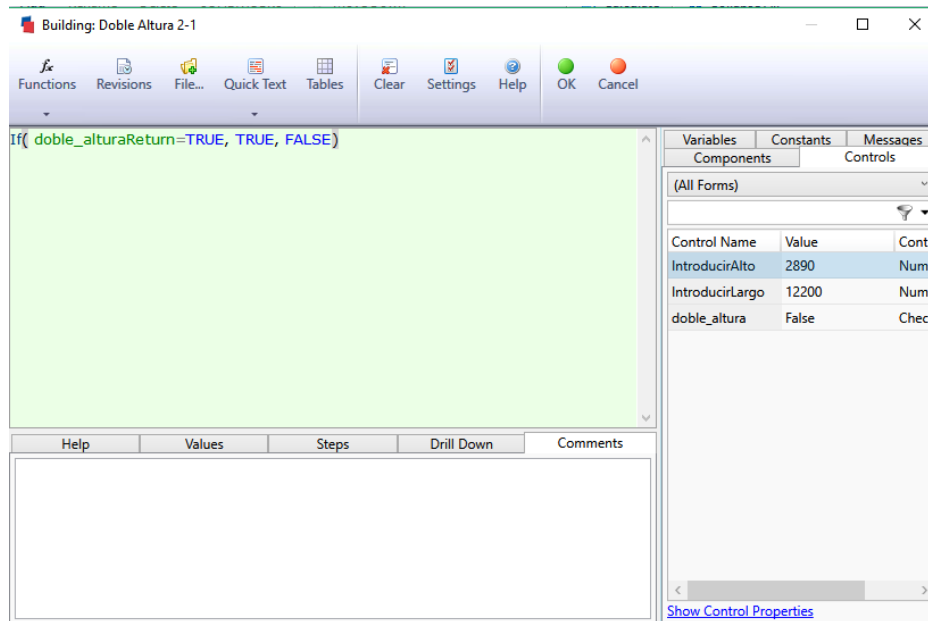 Building: Doble Altura 2-1
Functions Revisions File... Quick Text Tables Clear Settings Help OK Cancel
If( doble_alturaReturn=TRUE, TRUE, FALSE)
Variables Constants Messages
Components Controls
(All Forms)
Control Name Value Cont
IntroducirAlto 2890 Num
IntroducirLargo 12200 Num
doble_altura False Chec
Help Values Steps Drill Down Comments
Show Control Properties